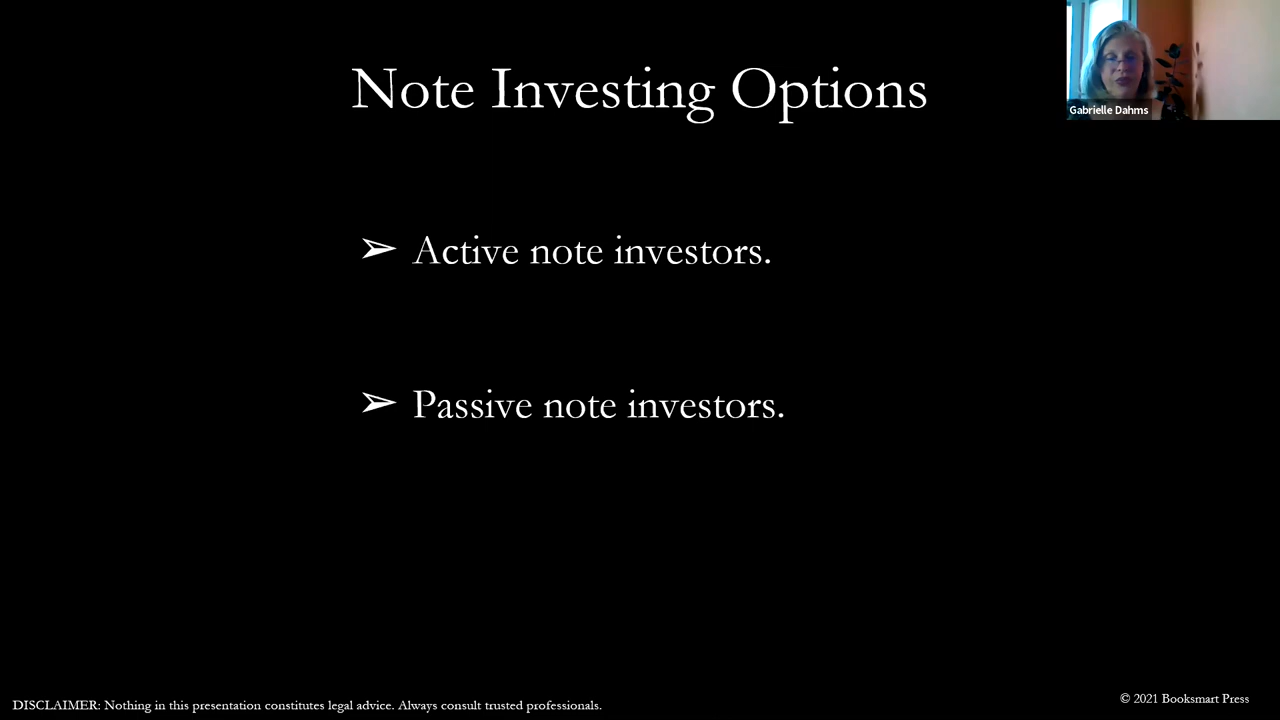 Note Investing Options
Gabrielle Dahms
➢ Active note investors.
➢ Passive note investors.
DISCLAIMER: Nothing in this presentation constitutes legal advice. Always consult trusted professionals.
© 2021 Booksmart Press